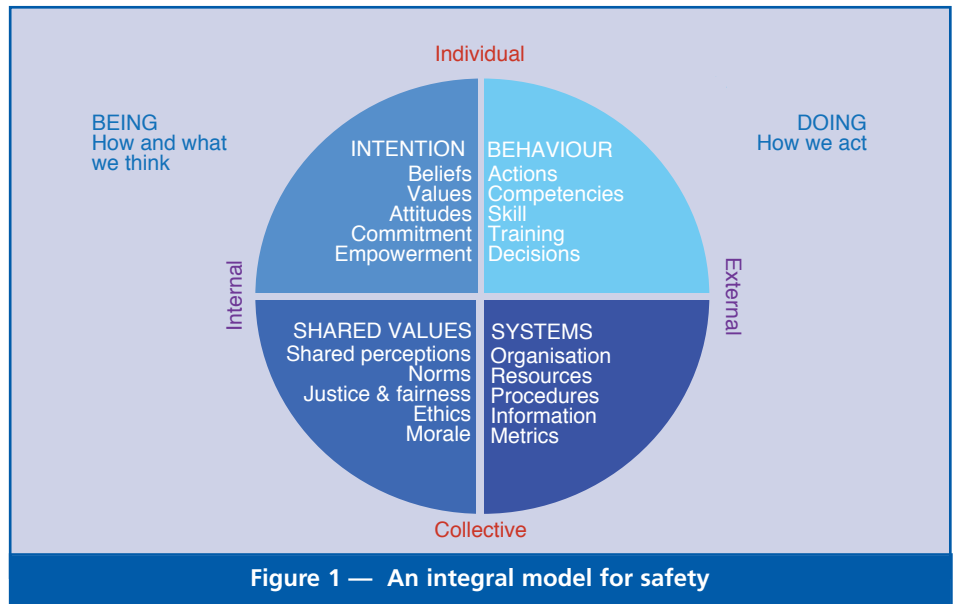 Individual
BEING
How and what
we think
DOING
How we act
INTENTION
Beliefs
Values
Attitudes
Commitment
Empowerment
BEHAVIOUR
Actions
Competencies
Skill
Training
Decisions
Internal
External
SHARED VALUES
Shared perceptions
Norms
Justice & fairness
Ethics
Morale
SYSTEMS
Organisation
Resources
Procedures
Information
Metrics
Collective
Figure 1 — An integral model for safety